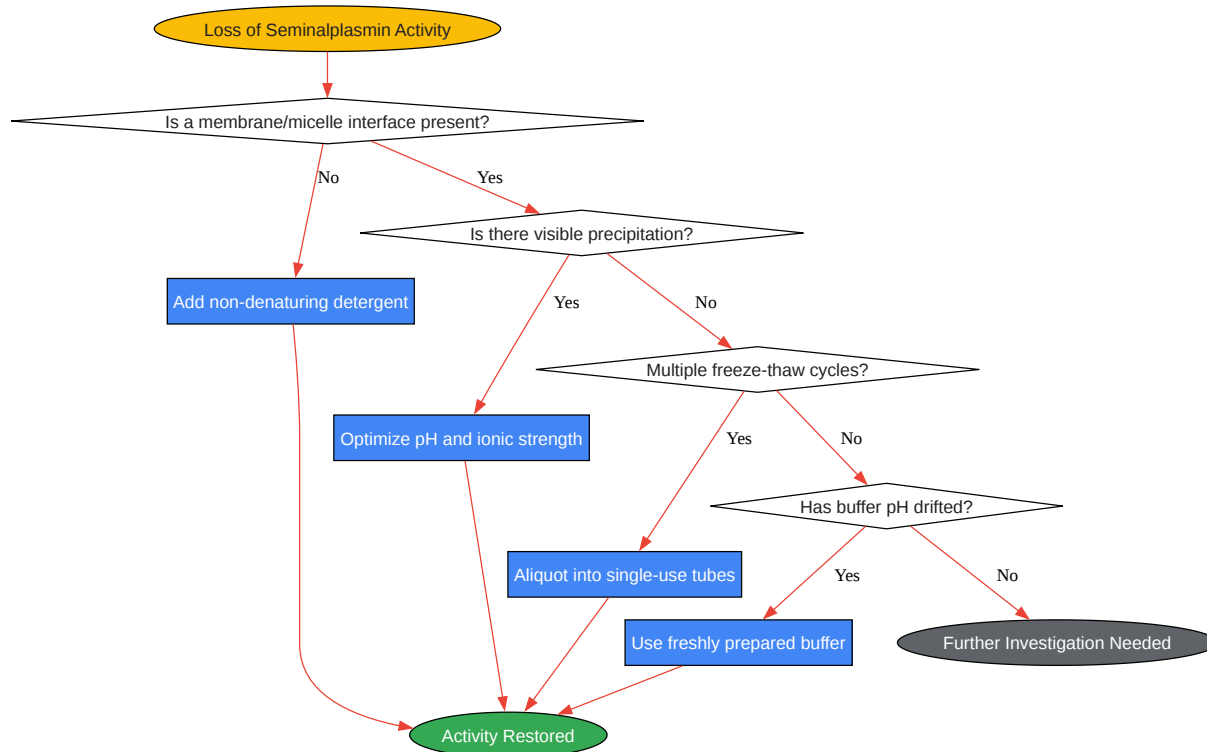 Loss of Seminalplasmin Activity
Is a membrane/micelle interface present?
No
Yes
Is there visible precipitation?
Add non-denaturing detergent
Yes
No
Multiple freeze-thaw cycles?
Optimize pH and ionic strength
Yes
No
Has buffer pH drifted?
Aliquot into single-use tubes
Yes
No
Use freshly prepared buffer
Further Investigation Needed
Activity Restored